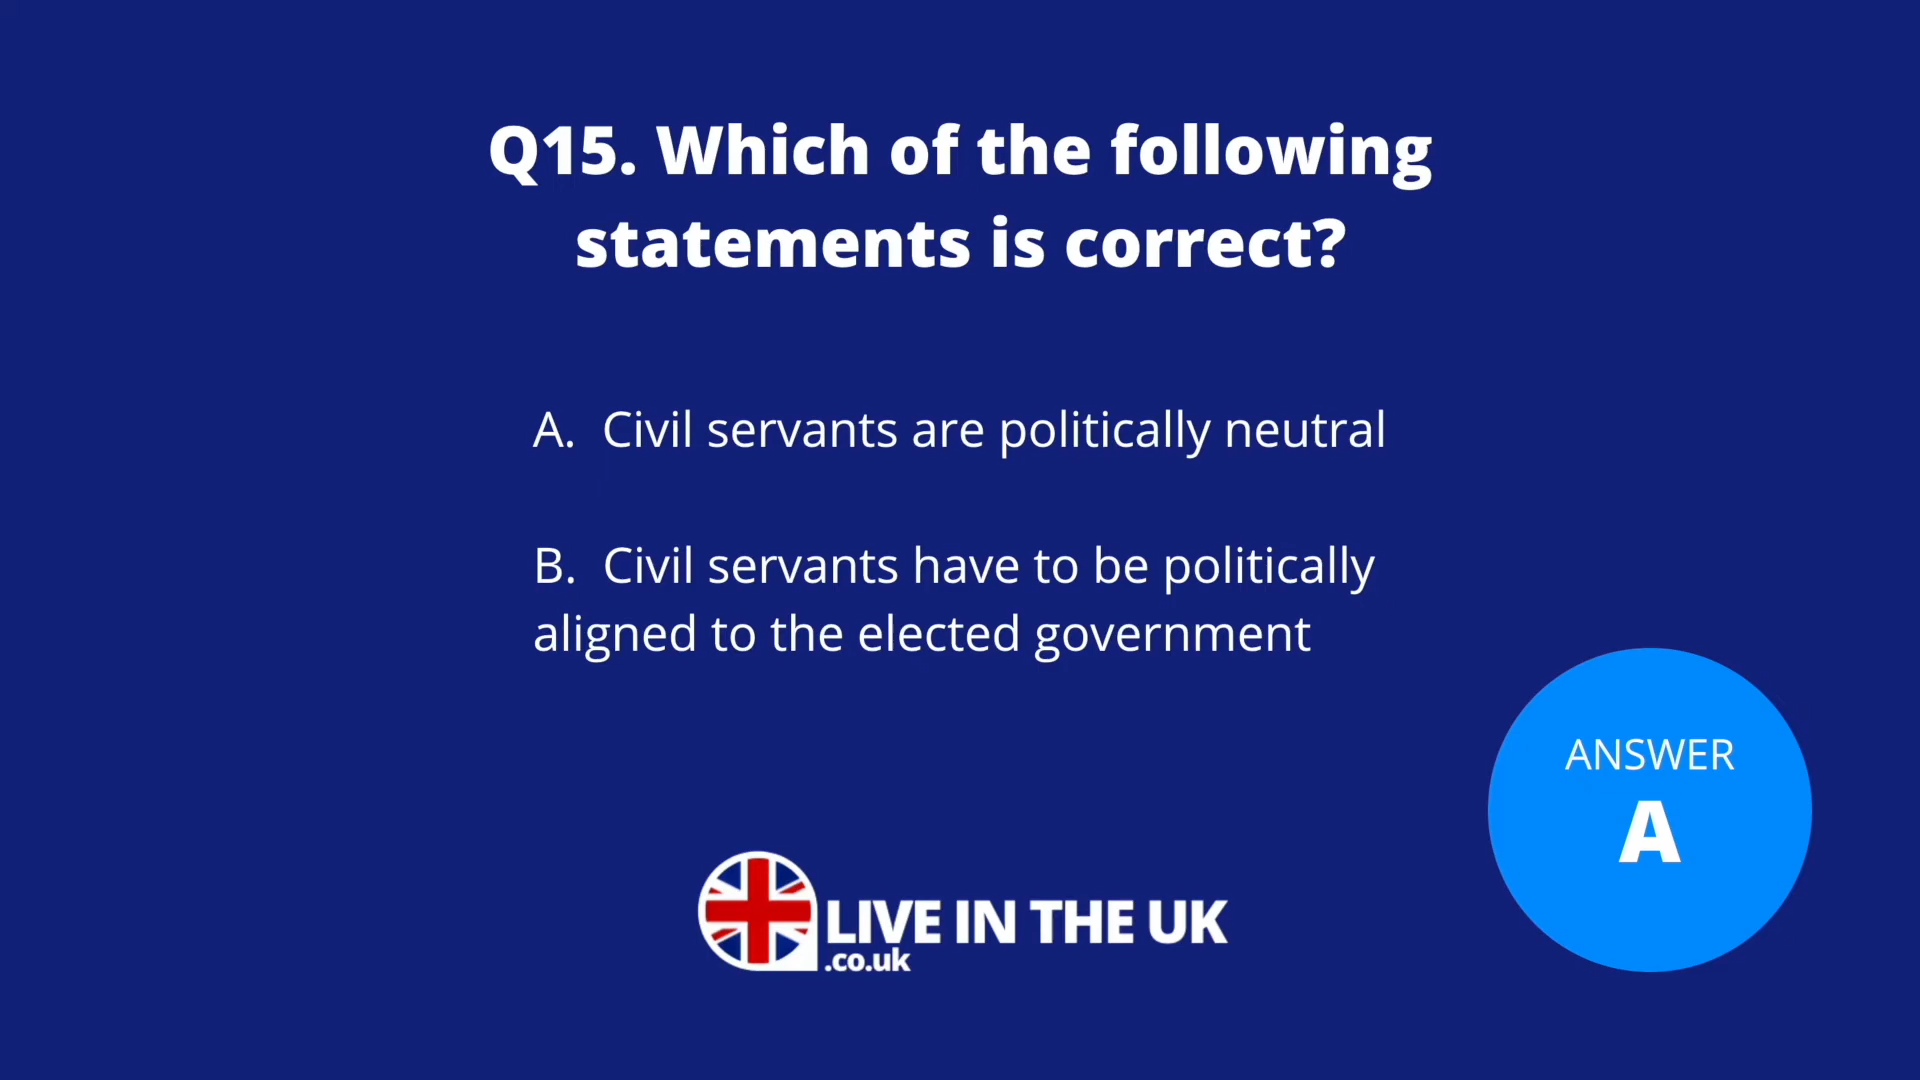 Q15. Which of the following
statements is correct?
A. Civil servants are politically neutral
B. Civil servants have to be politically
aligned to the elected government
ANSWER
A
LIVE IN THE UK
.co.uk